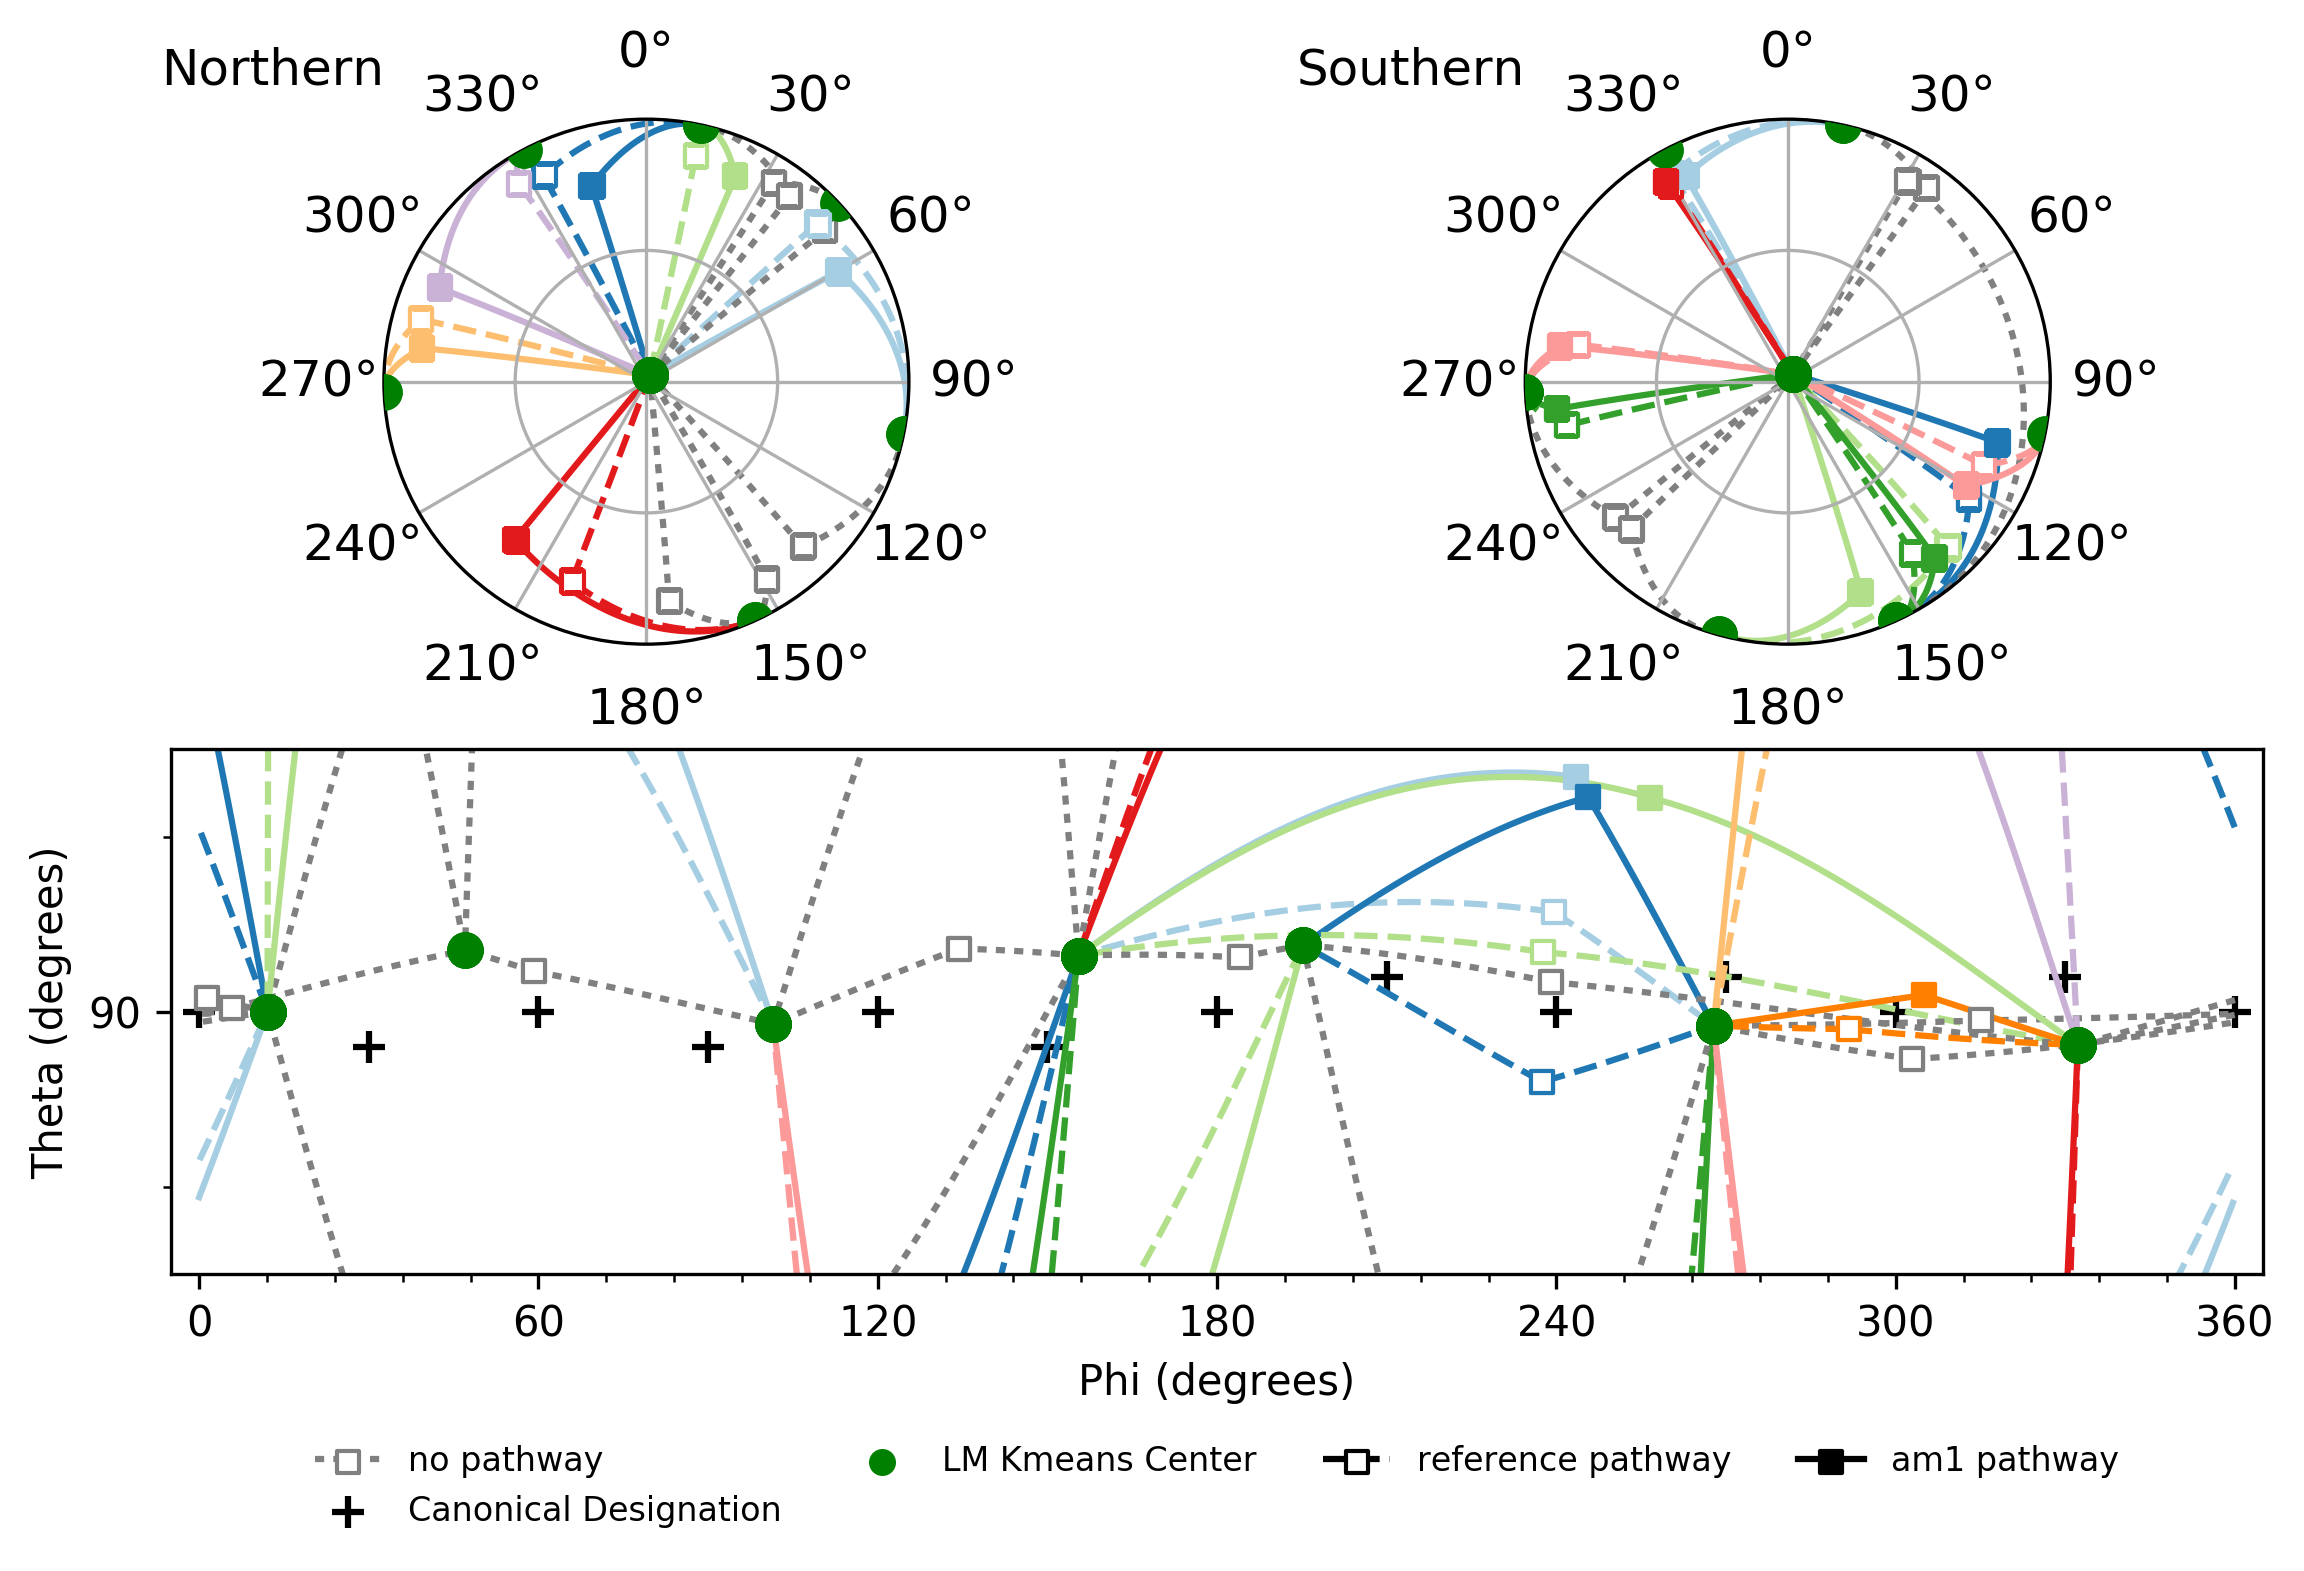 Northern
0°
30°
60°
90°
120°
150°
180°
210°
240°
270°
300°
330°
Southern
0°
30°
60°
90°
120°
150°
180°
210°
240°
270°
300°
330°
Theta (degrees)
90
0 60 120 180 240 300 360
Phi (degrees)
no pathway
Canonical Designation
LM Kmeans Center
reference pathway
am1 pathway